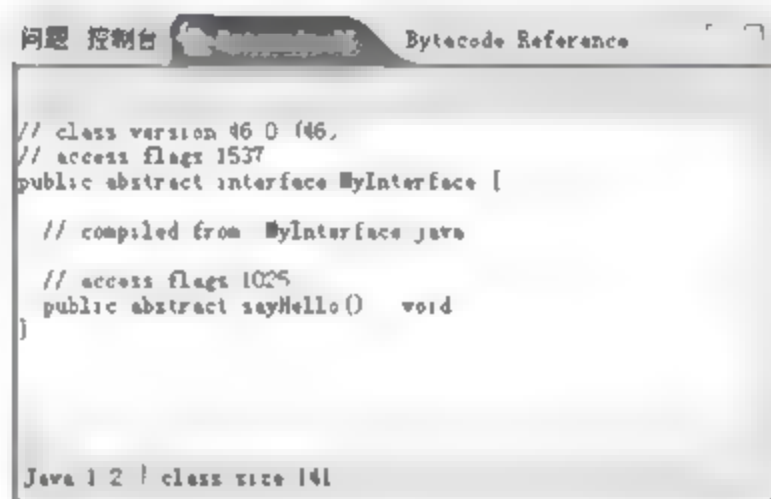 问题 控制台 Bytecode Reference
// class version 46.0 (46)
// access flags 1537
public abstract interface MyInterface {
// compiled from MyInterface.java
// access flags 1025
public abstract sayHello() : void
}
Java 1.2 | class size 141